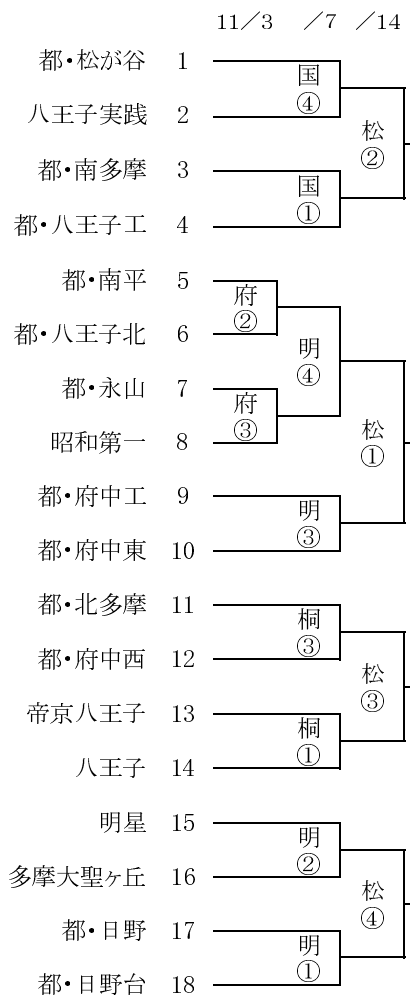 11／3 ／7 ／14
都・松が谷 1
国
④
八王子実践 2
松
②
都・南多摩 3
国
①
都・八王子工 4
都・南平 5
府
②
都・八王子北 6
明
④
都・永山 7
府
③
昭和第一 8
松
①
都・府中工 9
明
③
都・府中東 10
都・北多摩 11
桐
③
都・府中西 12
松
③
帝京八王子 13
桐
①
八王子 14
明星 15
明
②
多摩大聖ヶ丘 16
松
④
都・日野 17
明
①
都・日野台 18